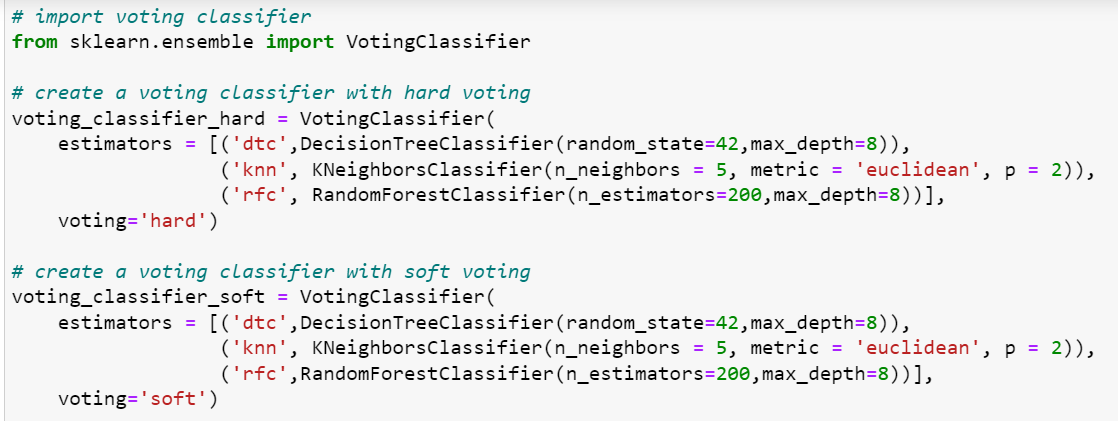 # import voting classifier
from sklearn.ensemble import VotingClassifier
# create a voting classifier with hard voting
voting_classifier_hard = VotingClassifier(
    estimators = [('dtc',DecisionTreeClassifier(random_state=42,max_depth=8)),
                  ('knn', KNeighborsClassifier(n_neighbors = 5, metric = 'euclidean', p = 2)),
                  ('rfc', RandomForestClassifier(n_estimators=200,max_depth=8))],
    voting='hard')
# create a voting classifier with soft voting
voting_classifier_soft = VotingClassifier(
    estimators = [('dtc',DecisionTreeClassifier(random_state=42,max_depth=8)),
                  ('knn', KNeighborsClassifier(n_neighbors = 5, metric = 'euclidean', p = 2)),
                  ('rfc',RandomForestClassifier(n_estimators=200,max_depth=8))],
    voting='soft')